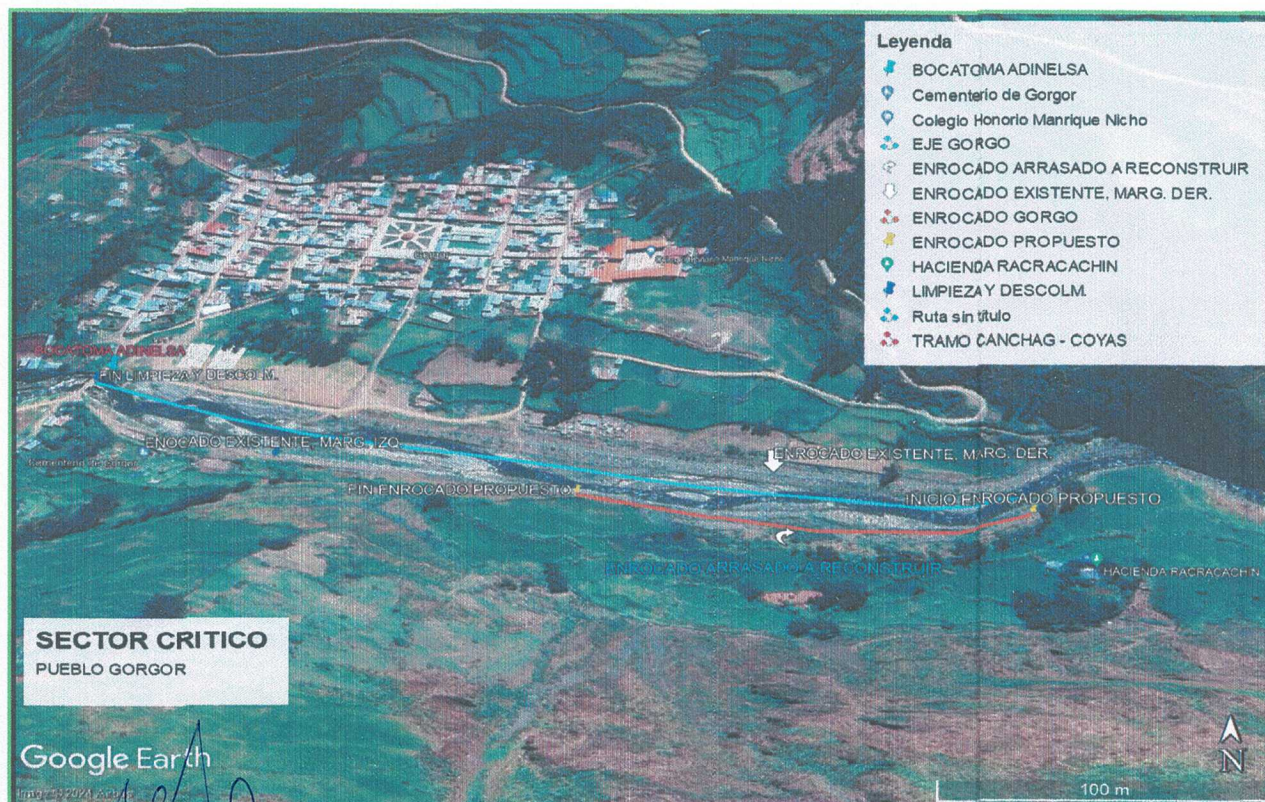 Leyenda
BOCATOMA ADINELSA
Cementerio de Gorgor
Colegio Honorio Manrique Nicho
EJE GORGO
ENROCADO ARRASADO A RECONSTRUIR
ENROCADO EXISTENTE, MARG. DER.
ENROCADO GORGO
ENROCADO PROPUESTO
HACIENDA RACRACACHIN
LIMPIEZA Y DESCOLM.
Ruta sin título
TRAMO CANCHAG - COYAS
Manrique Nicho
BOCATOMA ADINELSA
FIN LIMPIEZA Y DESCOLM.
ENOCADO EXISTENTE, MARG. IZQ
ENROCADO EXISTENTE, MARG. DER.
FIN ENROCADO PROPUESTO
INICIO ENROCADO PROPUESTO
ENROCADO ARRASADO A RECONSTRUIR
HACIENDA RACRACACHIN
SECTOR CRITICO
PUEBLO GORGOR
Google Earth
N
100 m